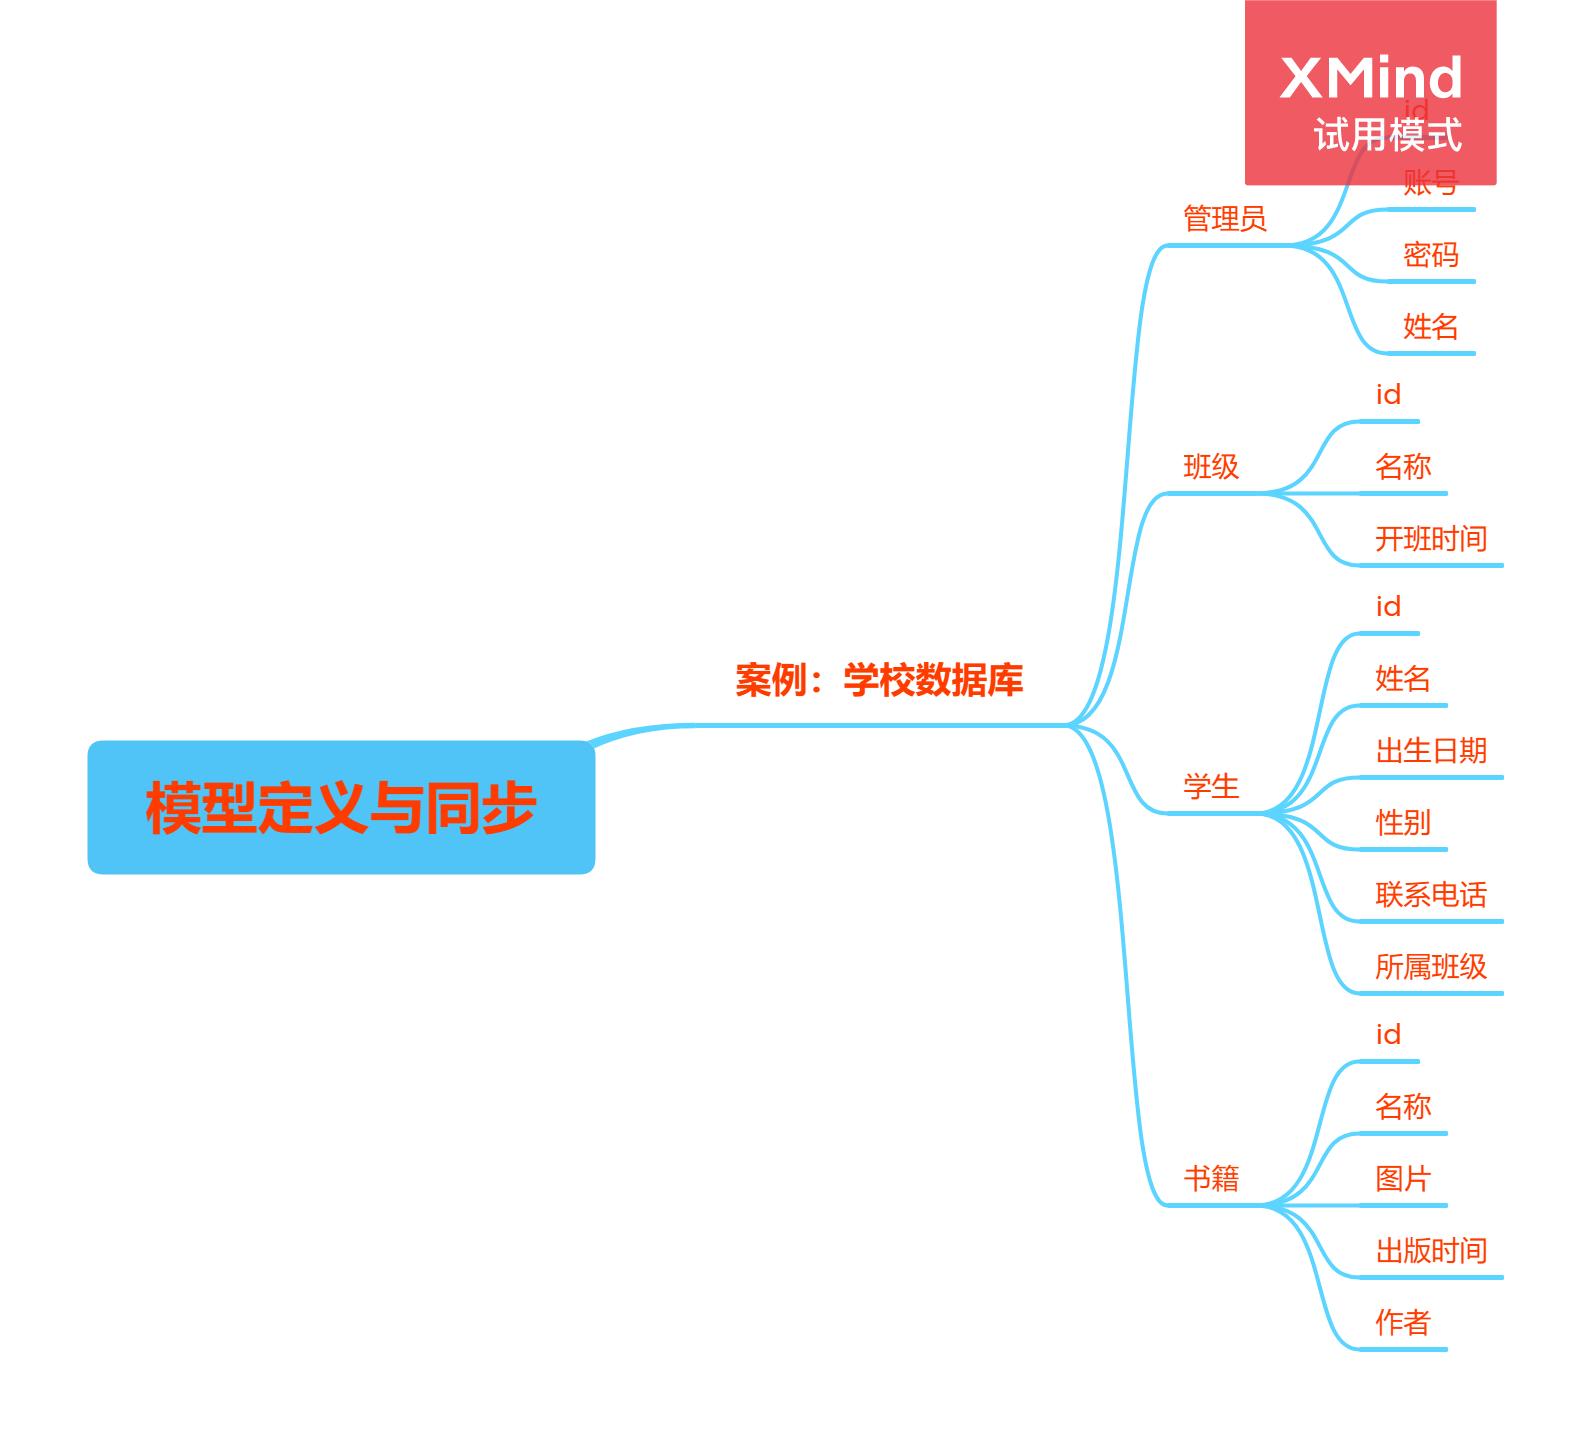 XMind
试用模式
id
账号
管理员
密码
姓名
id
班级
名称
开班时间
id
案例：学校数据库
姓名
出生日期
学生
模型定义与同步
性别
联系电话
所属班级
id
名称
书籍
图片
出版时间
作者